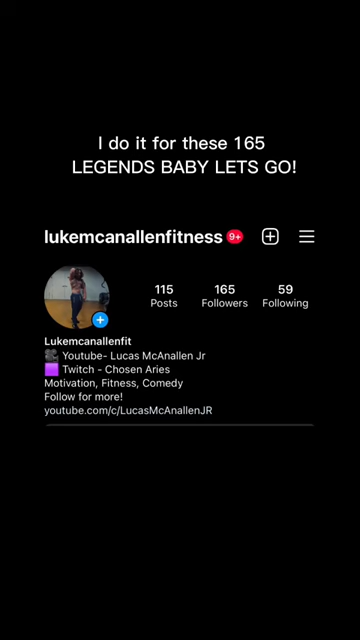 I do it for these 165
LEGENDS BABY LETS GO!
lukemcanallenfitness 9+
115 165 59
Posts Followers Following
Lukemcanallenfit
Youtube- Lucas McAnallen Jr
Twitch - Chosen Aries
Motivation, Fitness, Comedy
Follow for more!
youtube.com/c/LucasMcAnallenJR